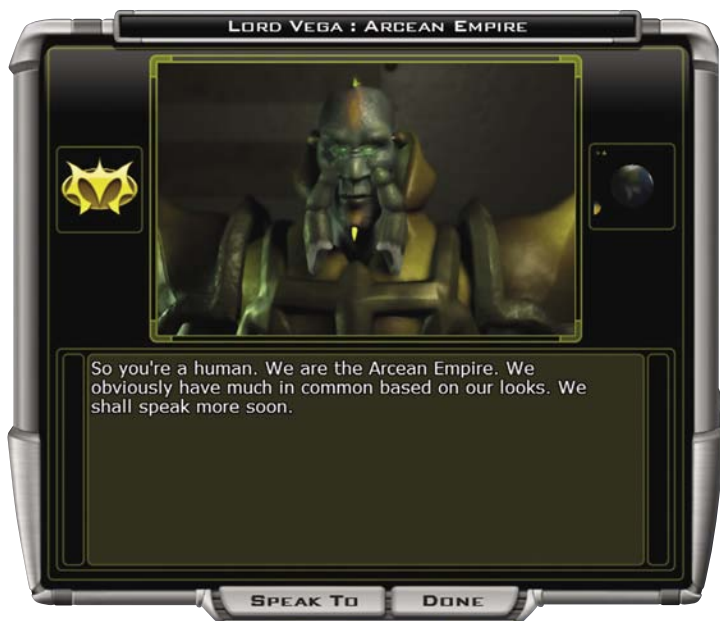 LORD VEGA : ARCEAN EMPIRE
So you're a human. We are the Arcean Empire. We
obviously have much in common based on our looks. We
shall speak more soon.
SPEAK TO DONE